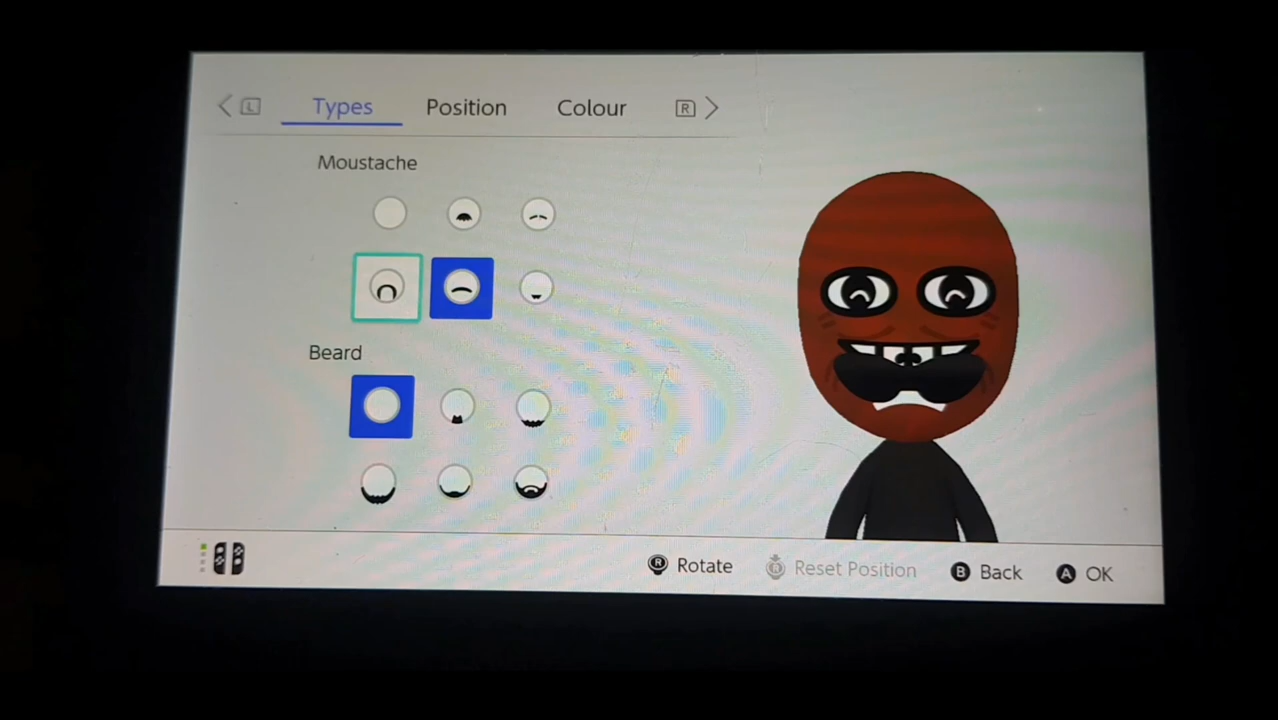 L Types Position Colour R
Moustache
Beard
R Rotate R Reset Position B Back A OK